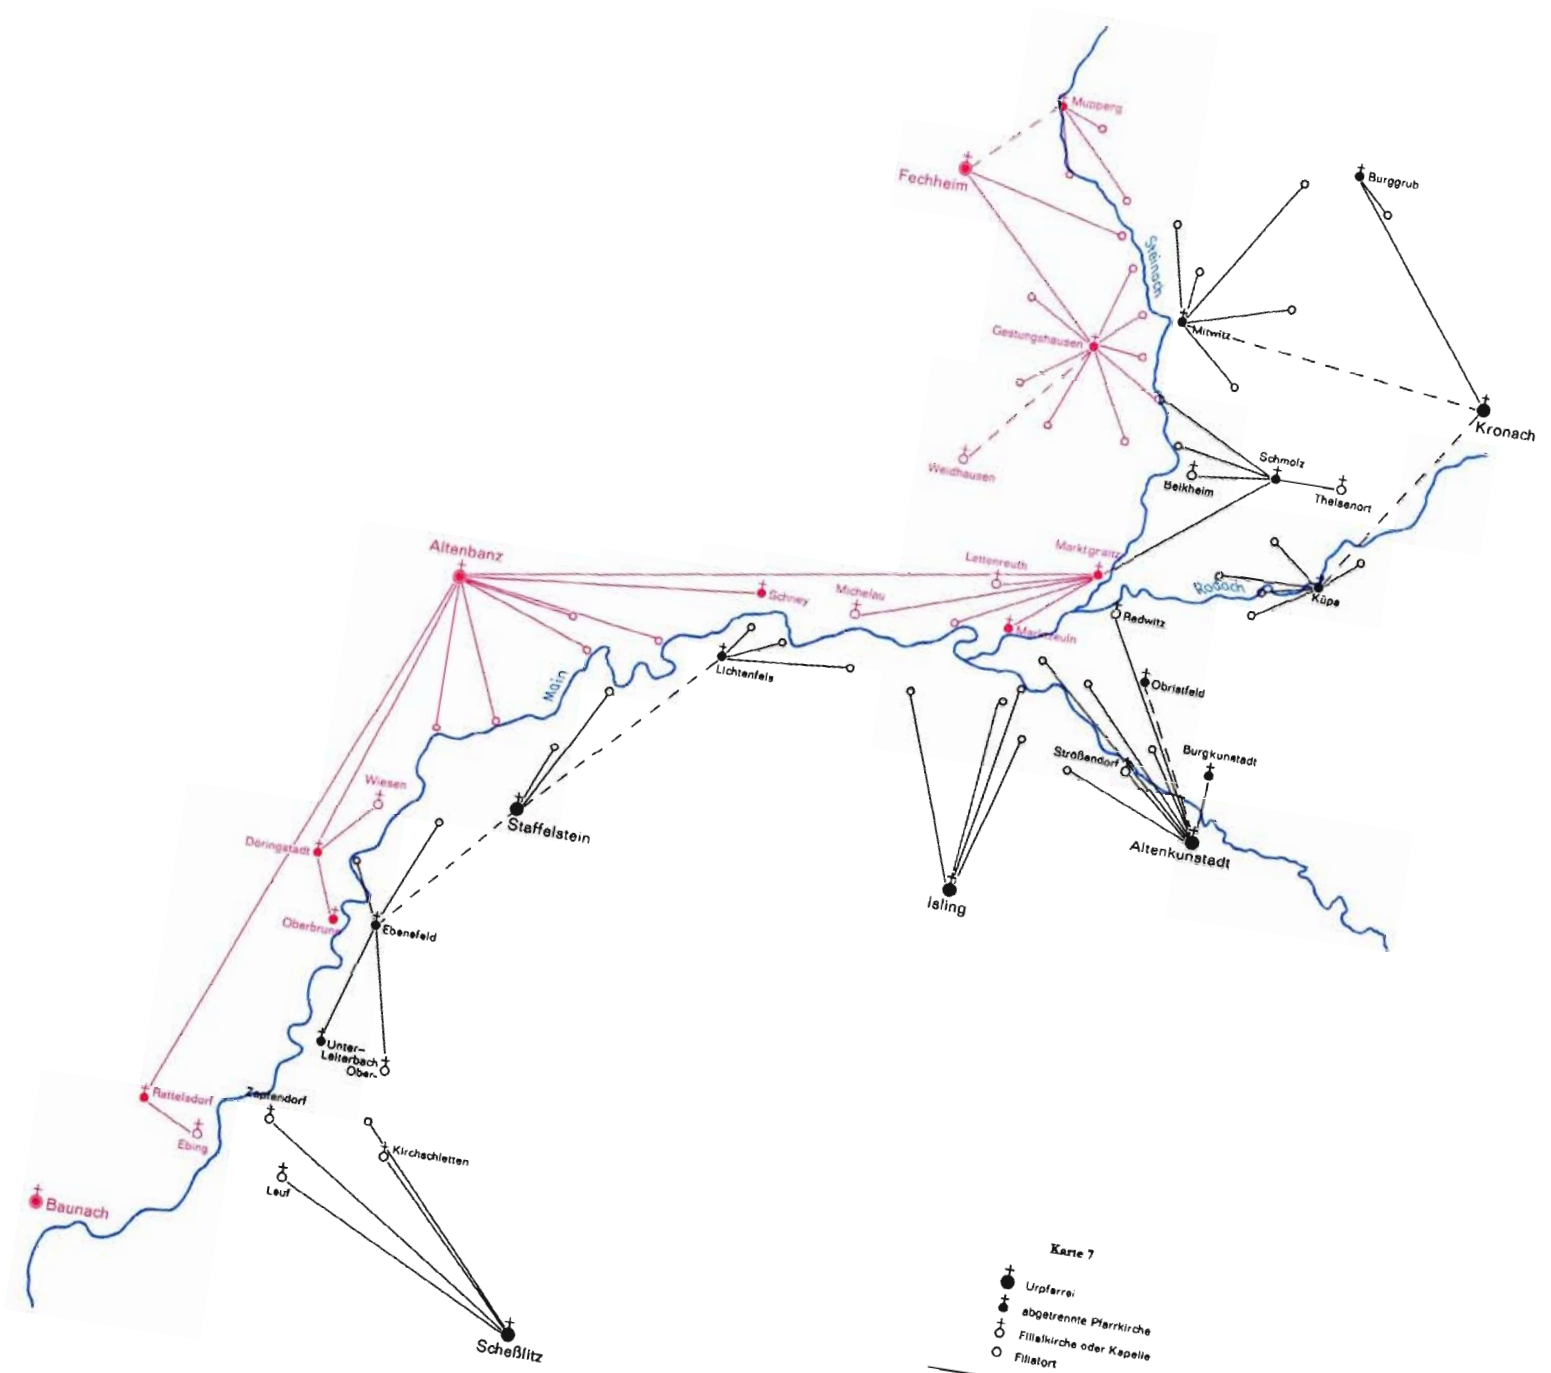 Mupperg
Fechheim
Burggrub
Steinach
Mitwitz
Gestungshausen
Kronach
Weidhausen
Schmolz
Beikheim
Theisenort
Altenbanz
Marktgraitz
Lettenreuth
Schney
Michelau
Rodach
Küps
Marktzeuln
Redwitz
Lichtenfels
Main
Obristfeld
Strößendorf
Burgkunstadt
Wiesen
Staffelstein
Döringstadt
Altenkunstadt
Isling
Oberbrunn
Ebensfeld
Unter-
Leiterbach
Ober-
Rattelsdorf
Zapfendorf
Ebing
Kirchschletten
Leuf
Baunach
Scheßlitz
Karte 7
Urpfarrei
abgetrennte Pfarrkirche
Filialkirche oder Kapelle
Filialort